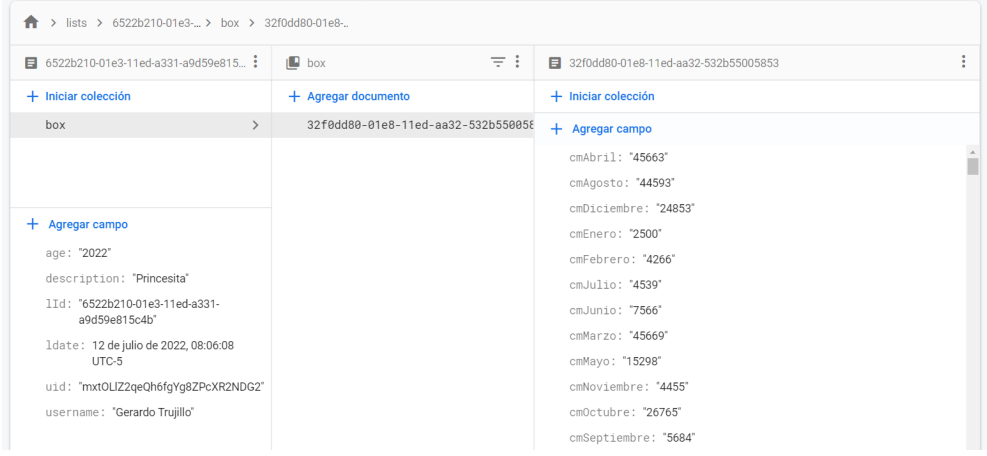 lists > 6522b210-01e3-... > box > 32f0dd80-01e8-..
6522b210-01e3-11ed-a331-a9d59e815...
Iniciar colección
box
Agregar campo
age: "2022"
description: "Princesita"
lId: "6522b210-01e3-11ed-a331-
a9d59e815c4b"
ldate: 12 de julio de 2022, 08:06:08
UTC-5
uid: "mxtOLlZ2qeQh6fgYg8ZPcXR2NDG2"
username: "Gerardo Trujillo"
box
Agregar documento
32f0dd80-01e8-11ed-aa32-532b550058
32f0dd80-01e8-11ed-aa32-532b55005853
Iniciar colección
Agregar campo
cmAbril: "45663"
cmAgosto: "44593"
cmDiciembre: "24853"
cmEnero: "2500"
cmFebrero: "4266"
cmJulio: "4539"
cmJunio: "7566"
cmMarzo: "45669"
cmMayo: "15298"
cmNoviembre: "4455"
cmOctubre: "26765"
cmSeptiembre: "5684"